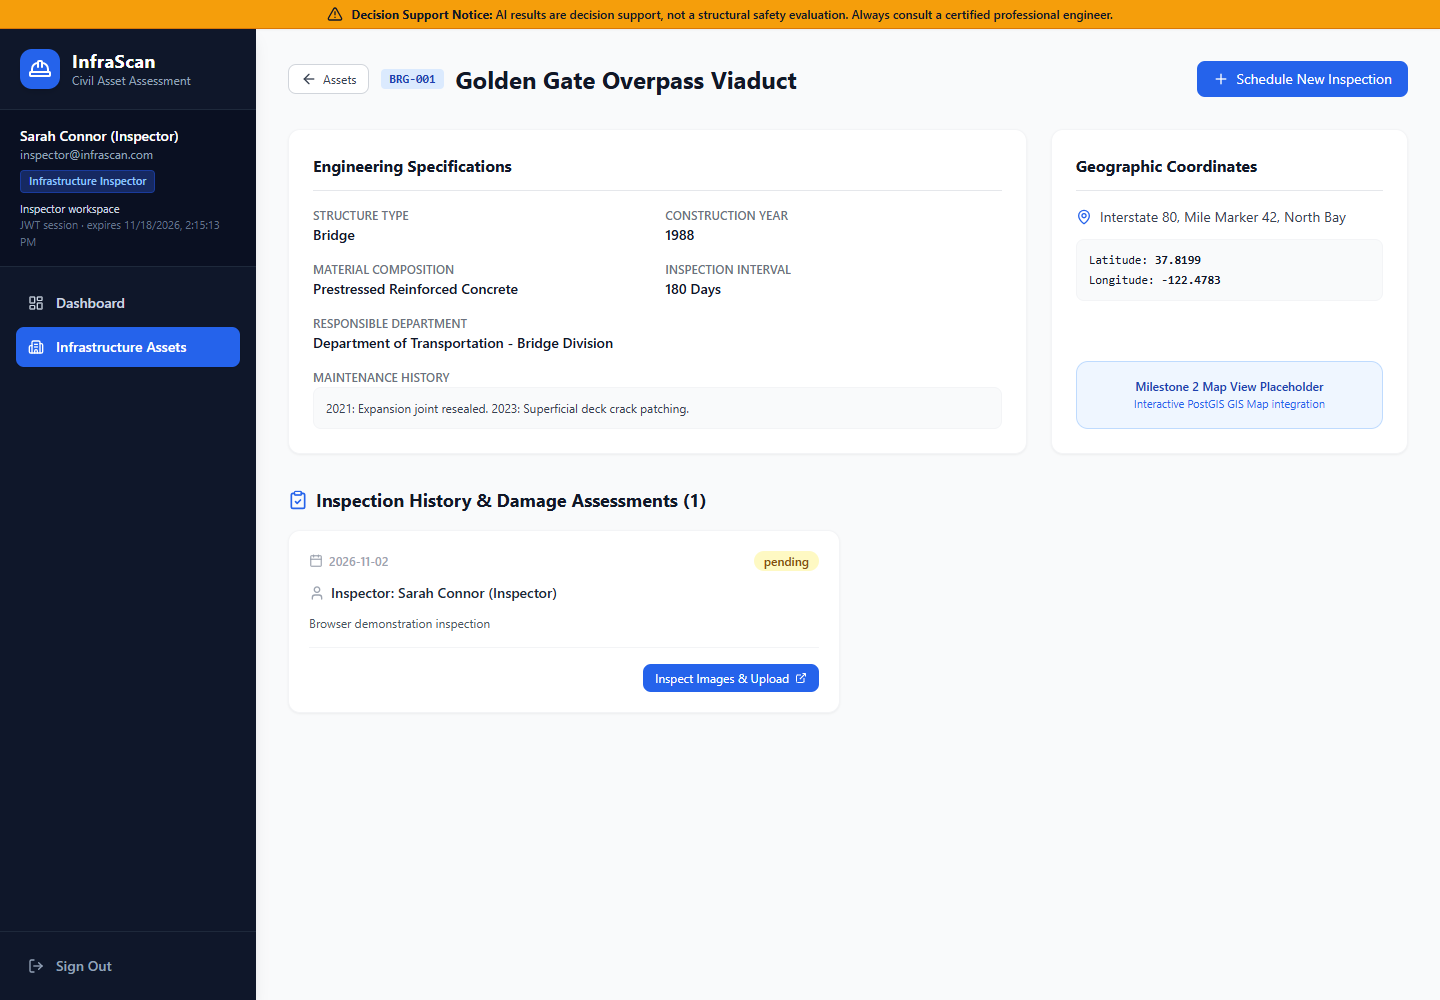 Decision Support Notice: AI results are decision support, not a structural safety evaluation. Always consult a certified professional engineer.
InfraScan
Civil Asset Assessment
Sarah Connor (Inspector)
inspector@infrascan.com
Infrastructure Inspector
Inspector workspace
JWT session · expires 11/18/2026, 2:15:13
PM
Dashboard
Infrastructure Assets
Sign Out
Assets
BRG-001
Golden Gate Overpass Viaduct
Schedule New Inspection
Engineering Specifications
STRUCTURE TYPE
Bridge
CONSTRUCTION YEAR
1988
MATERIAL COMPOSITION
Prestressed Reinforced Concrete
INSPECTION INTERVAL
180 Days
RESPONSIBLE DEPARTMENT
Department of Transportation - Bridge Division
MAINTENANCE HISTORY
2021: Expansion joint resealed. 2023: Superficial deck crack patching.
Geographic Coordinates
Interstate 80, Mile Marker 42, North Bay
Latitude: 37.8199
Longitude: -122.4783
Milestone 2 Map View Placeholder
Interactive PostGIS GIS Map integration
Inspection History & Damage Assessments (1)
2026-11-02
pending
Inspector: Sarah Connor (Inspector)
Browser demonstration inspection
Inspect Images & Upload